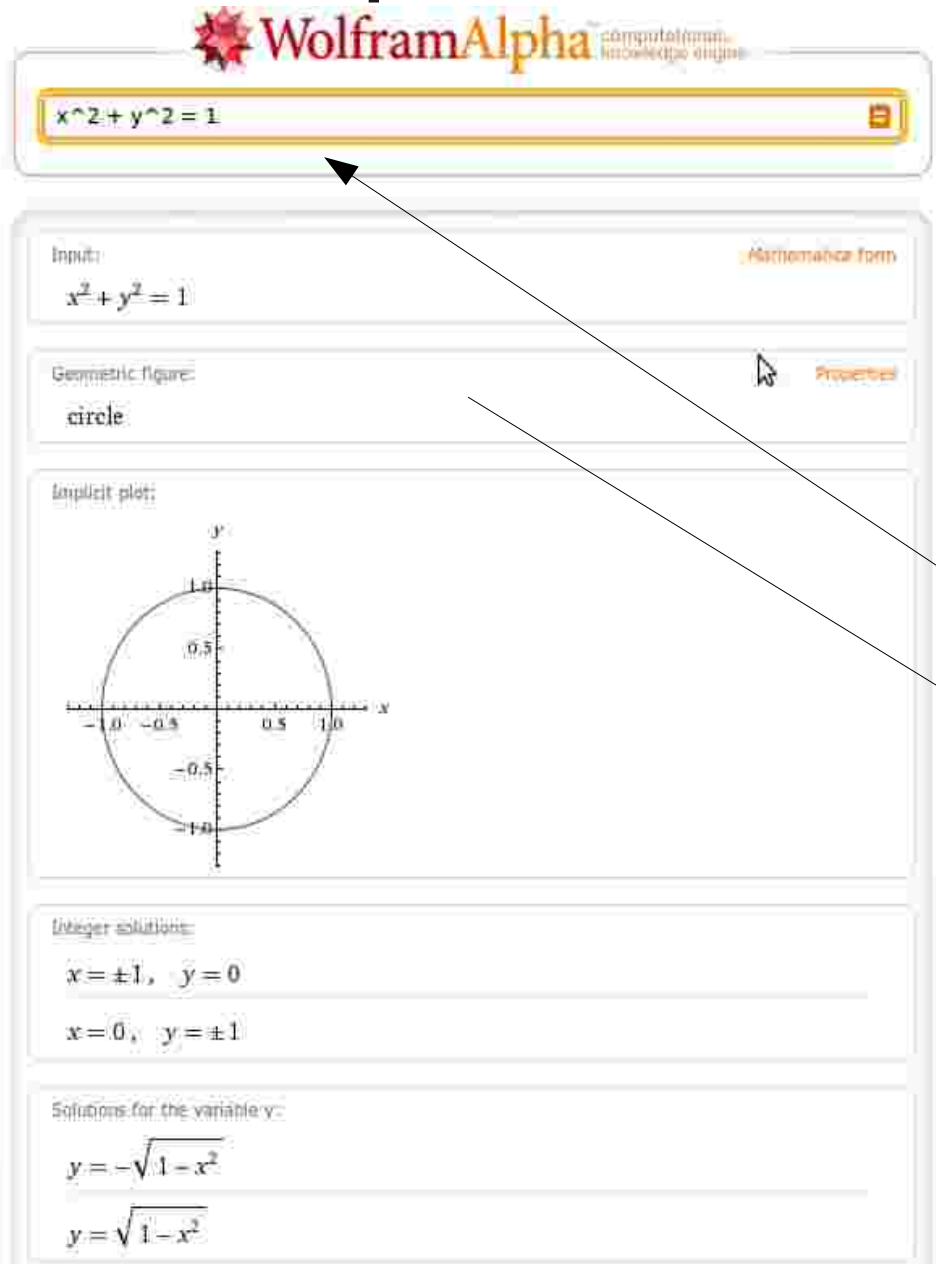 WolframAlpha computational knowledge engine
x^2 + y^2 = 1
Input:
Mathematica form
x² + y² = 1
Geometric figure:
Properties
circle
Implicit plot:
y
1.0
0.5
x
−1.0 −0.5 0.5 1.0
−0.5
−1.0
Integer solutions:
x = ±1, y = 0
x = 0, y = ±1
Solutions for the variable y:
y = −√(1 − x²)
y = √(1 − x²)